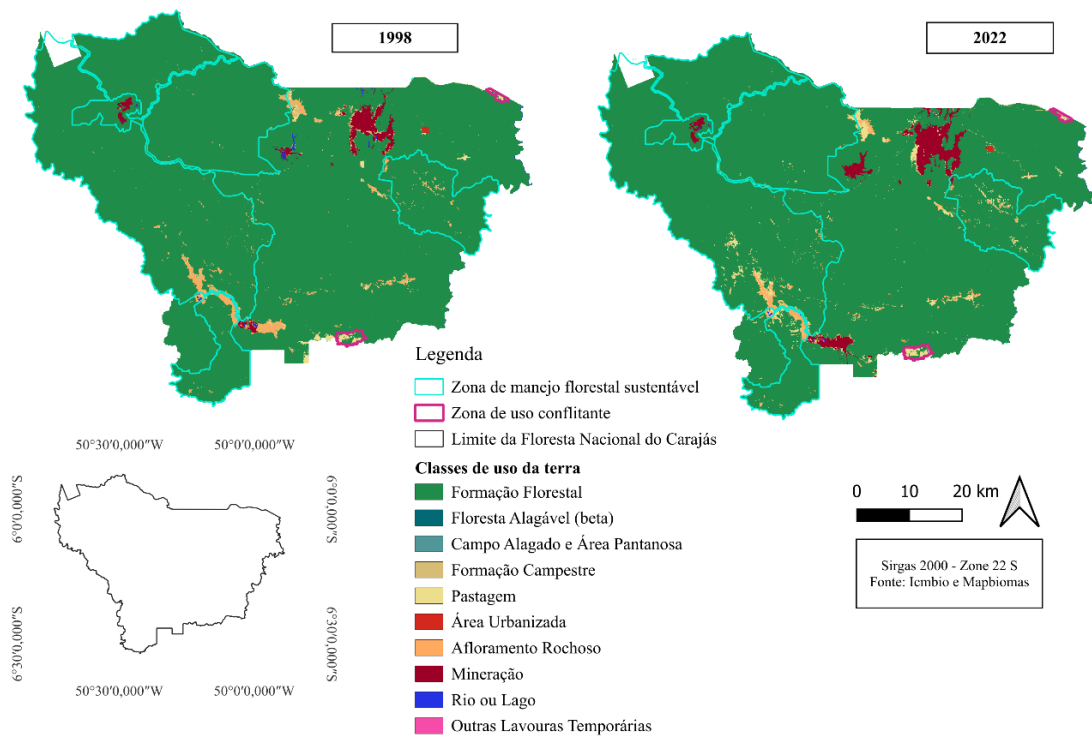 1998
2022
Legenda
Zona de manejo florestal sustentável
Zona de uso conflitante
Limite da Floresta Nacional do Carajás
Classes de uso da terra
Formação Florestal
Floresta Alagável (beta)
Campo Alagado e Área Pantanosa
Formação Campestre
Pastagem
Área Urbanizada
Afloramento Rochoso
Mineração
Rio ou Lago
Outras Lavouras Temporárias
50°30'0,000"W 50°0'0,000"W
6°0'0,000"S
6°0'0,000"S
6°30'0,000"S
6°30'0,000"S
50°30'0,000"W 50°0'0,000"W
0 10 20 km
Sirgas 2000 - Zone 22 S
Fonte: Icmbio e Mapbiomas